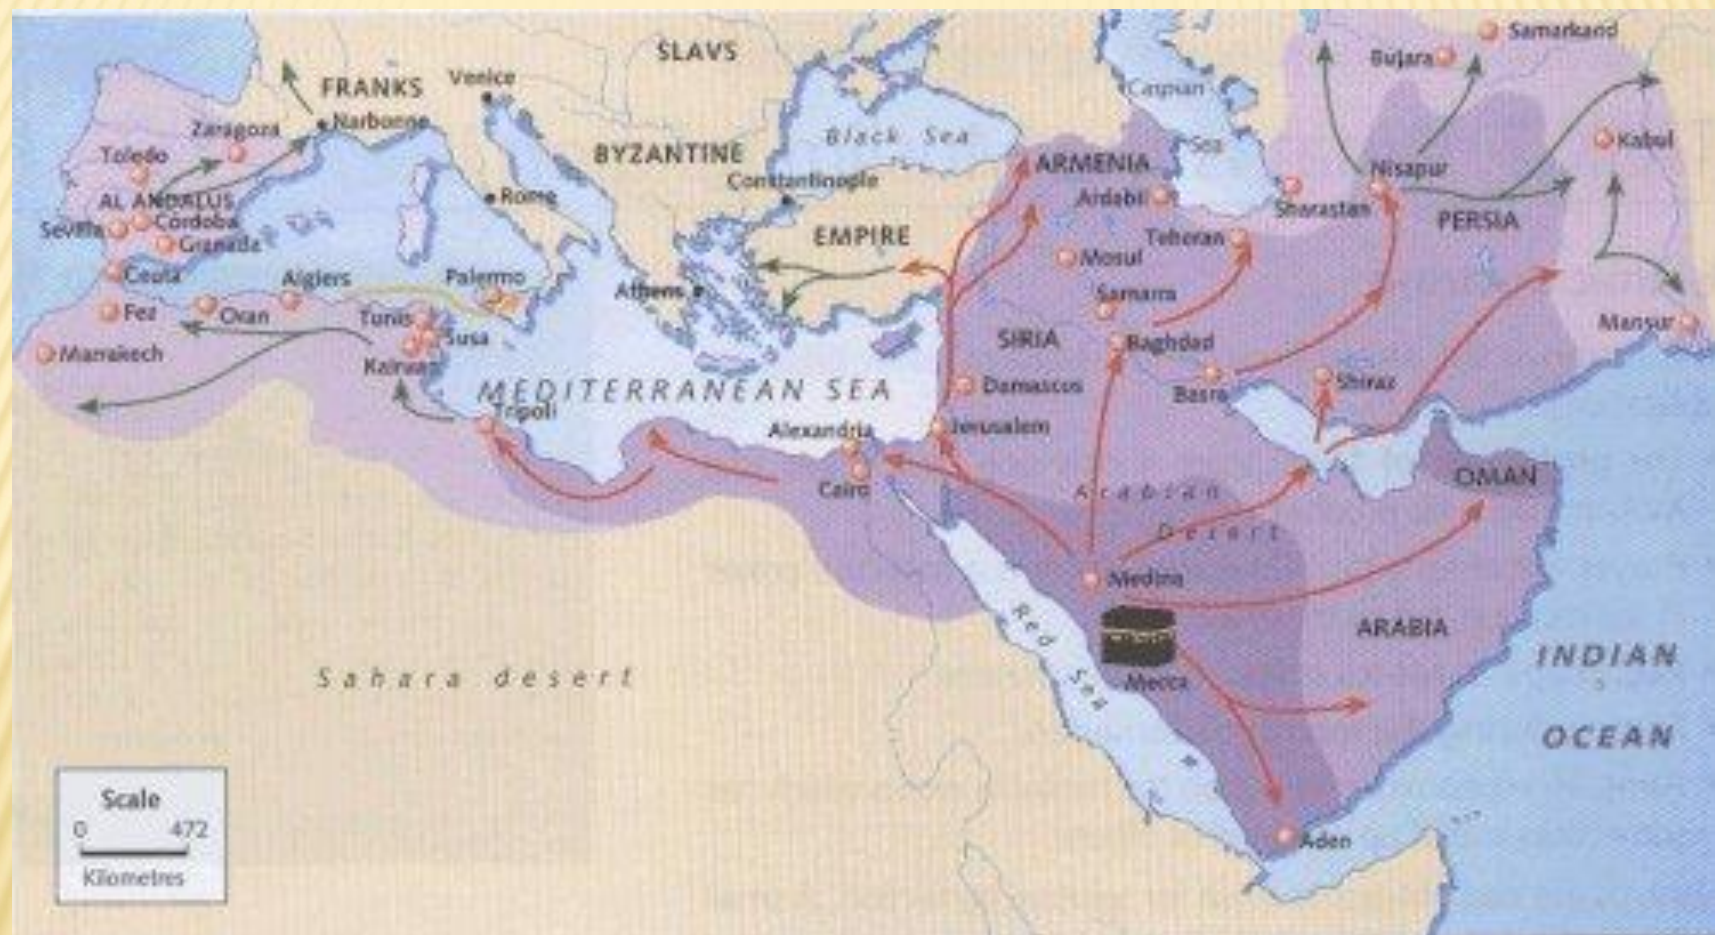 SLAVS
Samarkand
Bujara
FRANKS
Venice
Caspian
Sea
Narbonne
Zaragoza
Black Sea
Kabul
Toledo
BYZANTINE
ARMENIA
Nisapur
Constantinople
AL ANDALUS
Rome
Ardabil
Sharastan
PERSIA
Cordoba
Sevilla
Granada
EMPIRE
Teheran
Mosul
Ceuta
Algiers
Palermo
Athens
Samarra
Fez
Oran
Tunis
Susa
SIRIA
Baghdad
Mansur
Marrakech
Kairuan
MEDITERRANEAN SEA
Damascus
Basra
Shiraz
Tripoli
Alexandria
Jerusalem
Cairo
OMAN
Arabian
Desert
Medina
Red Sea
ARABIA
Mecca
INDIAN
OCEAN
Sahara desert
Aden
Scale
0 472
Kilometres